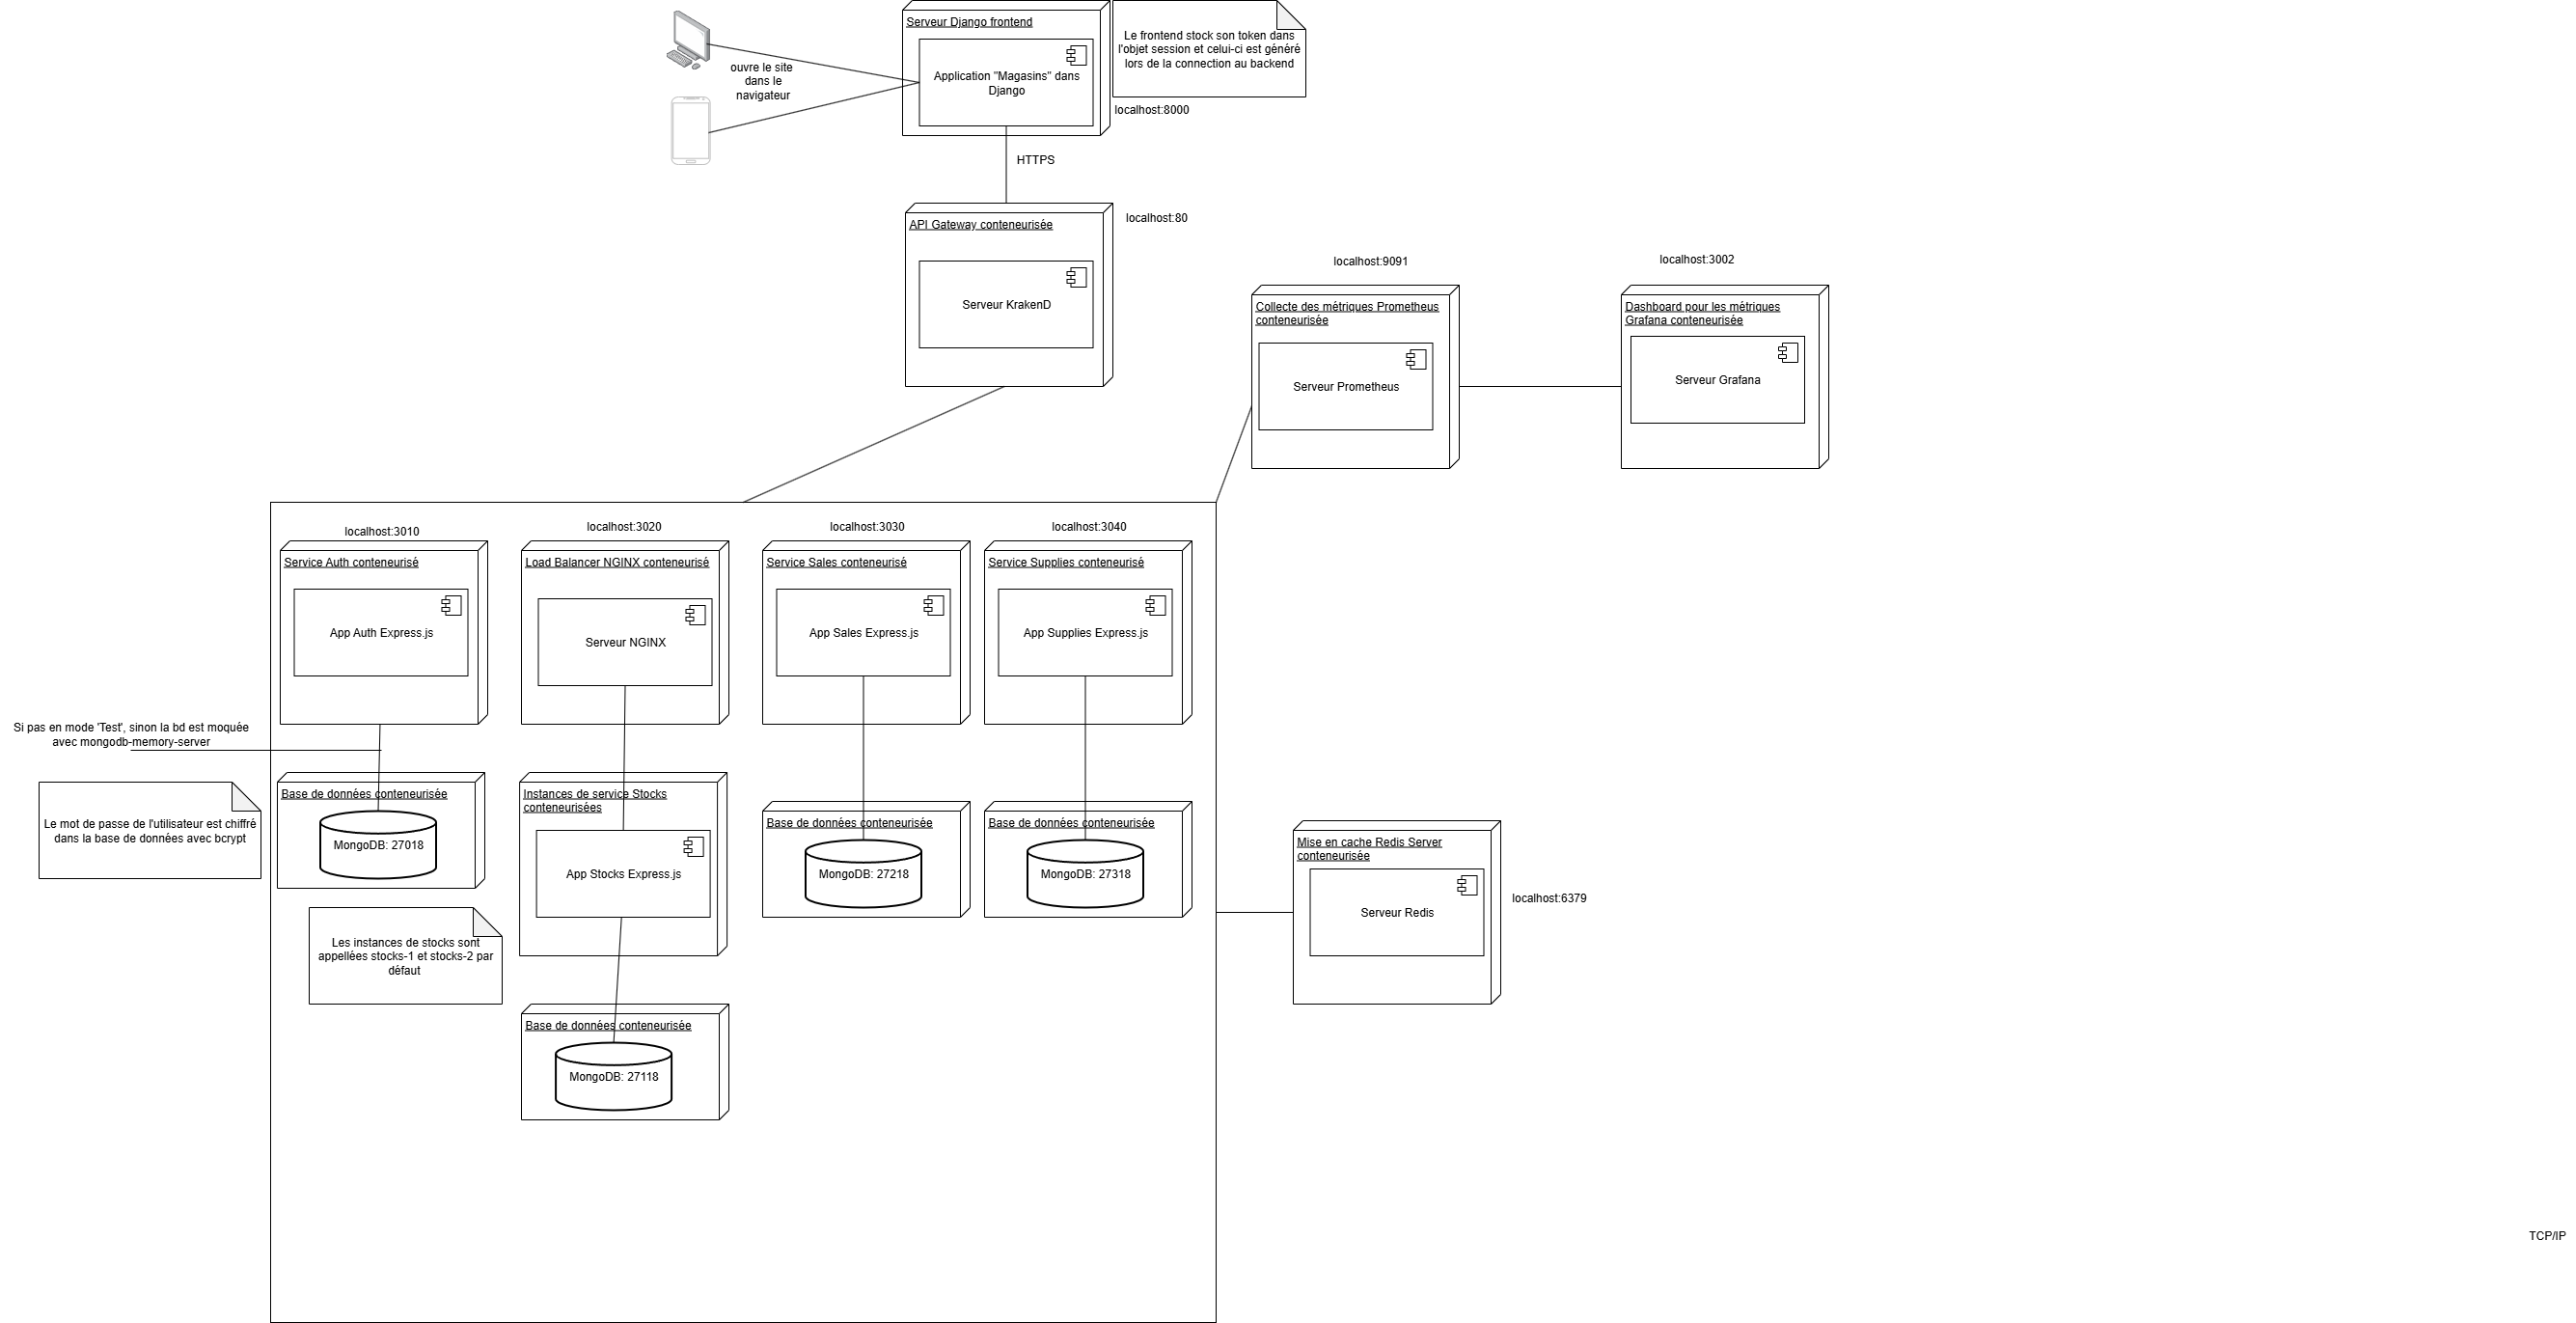 Serveur Django frontend
Application "Magasins" dans
Django
Le frontend stock son token dans
l'objet session et celui-ci est généré
lors de la connection au backend
localhost:8000
ouvre le site
dans le
navigateur
HTTPS
API Gateway conteneurisée
localhost:80
Serveur KrakenD
localhost:9091
Collecte des métriques Prometheus
conteneurisée
Serveur Prometheus
localhost:3002
Dashboard pour les métriques
Grafana conteneurisée
Serveur Grafana
localhost:3010
Service Auth conteneurisé
App Auth Express.js
localhost:3020
Load Balancer NGINX conteneurisé
Serveur NGINX
localhost:3030
Service Sales conteneurisé
App Sales Express.js
localhost:3040
Service Supplies conteneurisé
App Supplies Express.js
Si pas en mode 'Test', sinon la bd est moquée
avec mongodb-memory-server
Le mot de passe de l'utilisateur est chiffré
dans la base de données avec bcrypt
Base de données conteneurisée
MongoDB: 27018
Instances de service Stocks
conteneurisées
App Stocks Express.js
Base de données conteneurisée
MongoDB: 27218
Base de données conteneurisée
MongoDB: 27318
Mise en cache Redis Server
conteneurisée
Serveur Redis
localhost:6379
Les instances de stocks sont
appellées stocks-1 et stocks-2 par
défaut
Base de données conteneurisée
MongoDB: 27118
TCP/IP